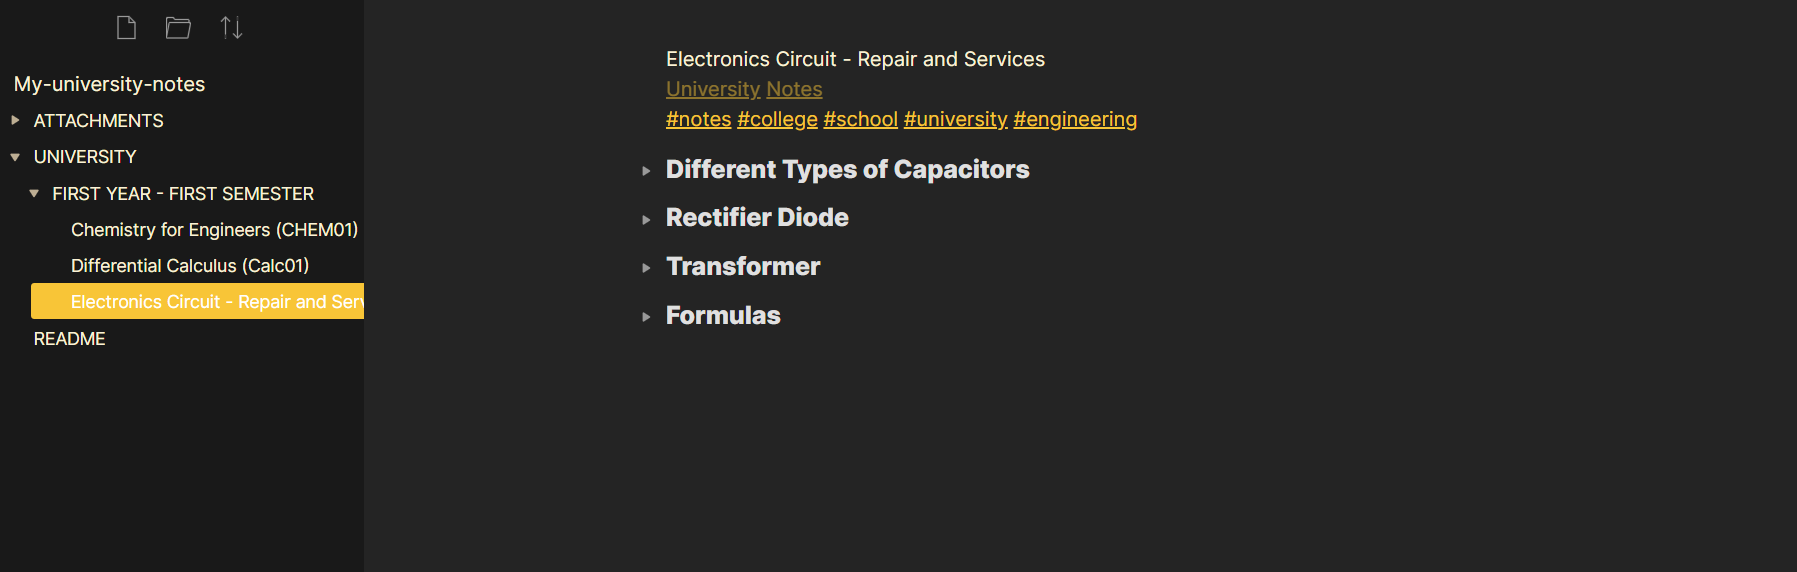 My-university-notes
ATTACHMENTS
UNIVERSITY
FIRST YEAR - FIRST SEMESTER
Chemistry for Engineers (CHEM01)
Differential Calculus (Calc01)
Electronics Circuit - Repair and Serv
README
Electronics Circuit - Repair and Services
University Notes
#notes #college #school #university #engineering
Different Types of Capacitors
Rectifier Diode
Transformer
Formulas